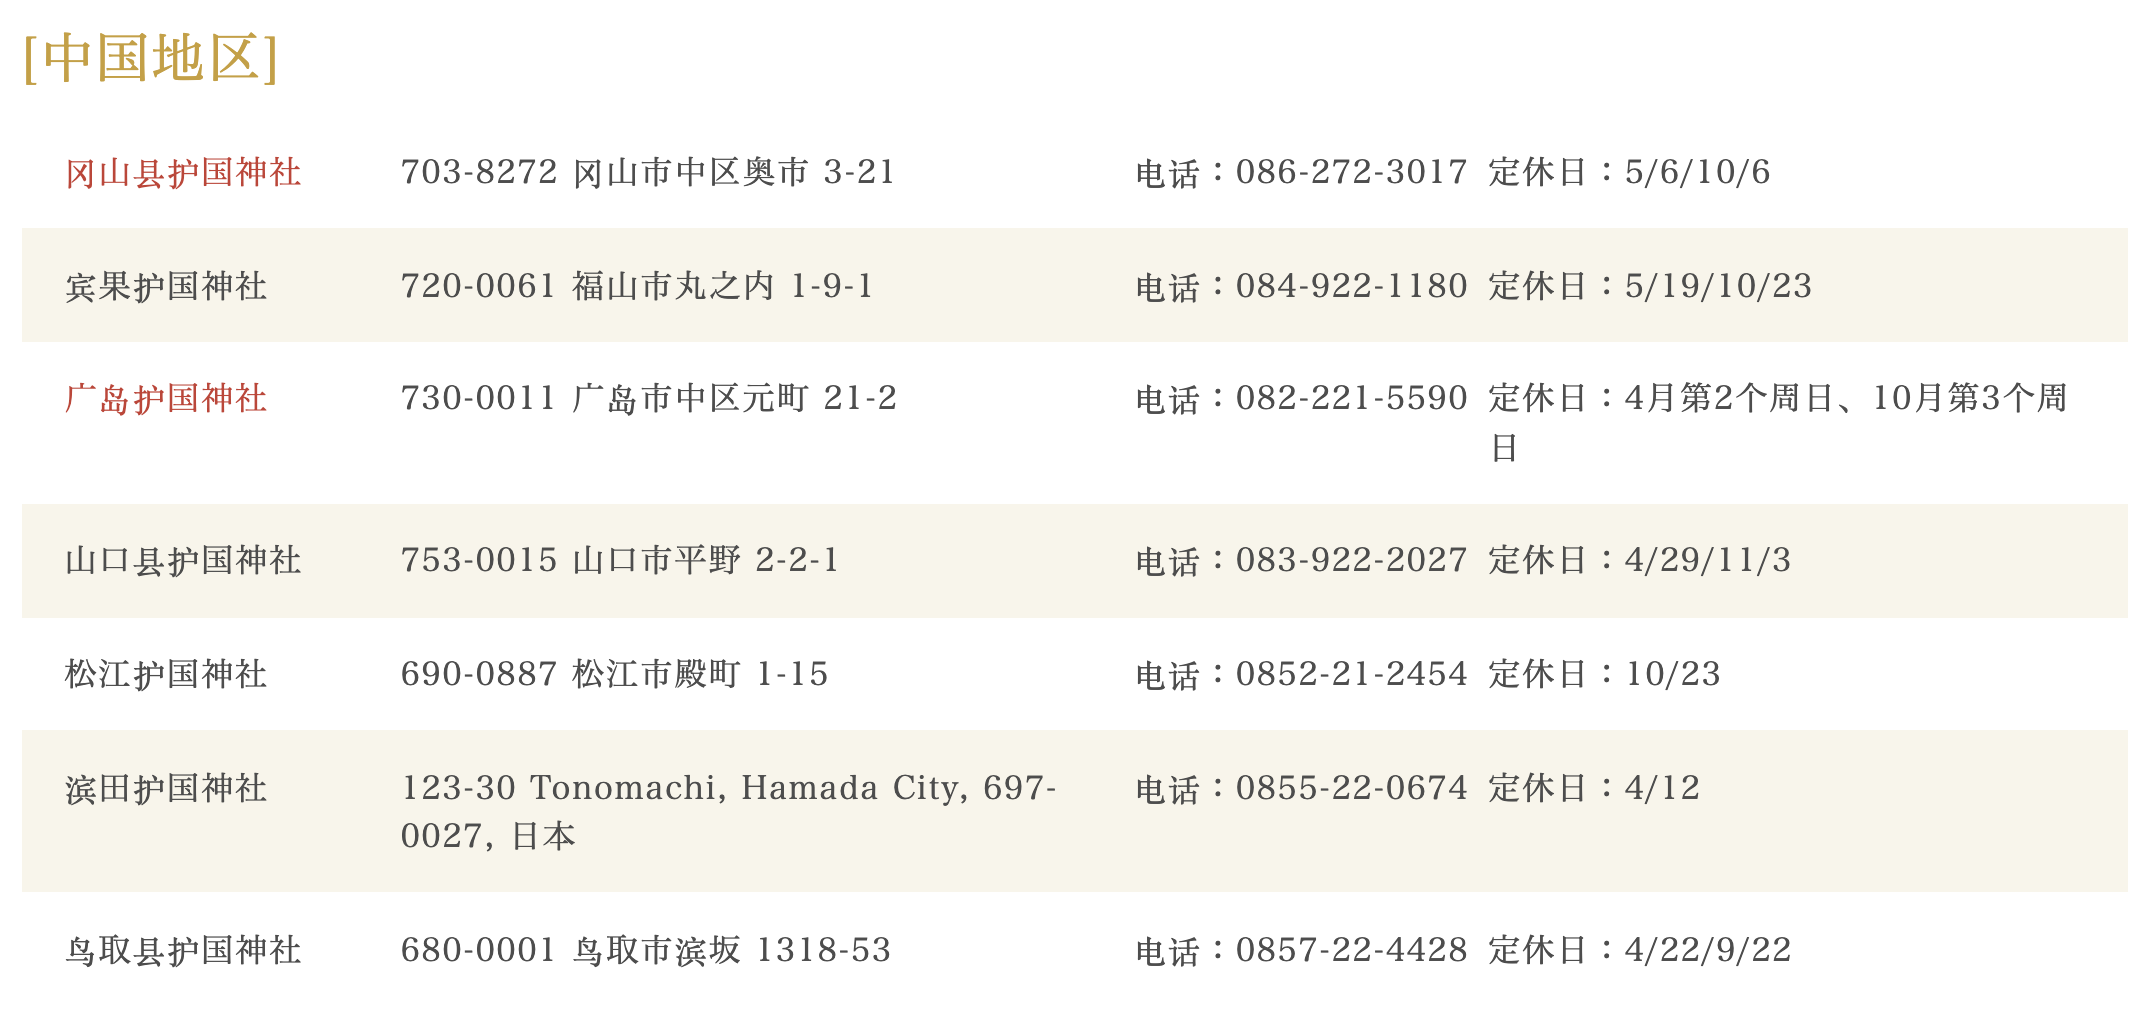 [中国地区]
冈山县护国神社 703-8272 冈山市中区奥市 3-21 电话：086-272-3017 定休日：5/6/10/6
宾果护国神社 720-0061 福山市丸之内 1-9-1 电话：084-922-1180 定休日：5/19/10/23
广岛护国神社 730-0011 广岛市中区元町 21-2 电话：082-221-5590 定休日：4月第2个周日、10月第3个周
日
山口县护国神社 753-0015 山口市平野 2-2-1 电话：083-922-2027 定休日：4/29/11/3
松江护国神社 690-0887 松江市殿町 1-15 电话：0852-21-2454 定休日：10/23
滨田护国神社 123-30 Tonomachi, Hamada City, 697- 电话：0855-22-0674 定休日：4/12
0027, 日本
鸟取县护国神社 680-0001 鸟取市滨坂 1318-53 电话：0857-22-4428 定休日：4/22/9/22